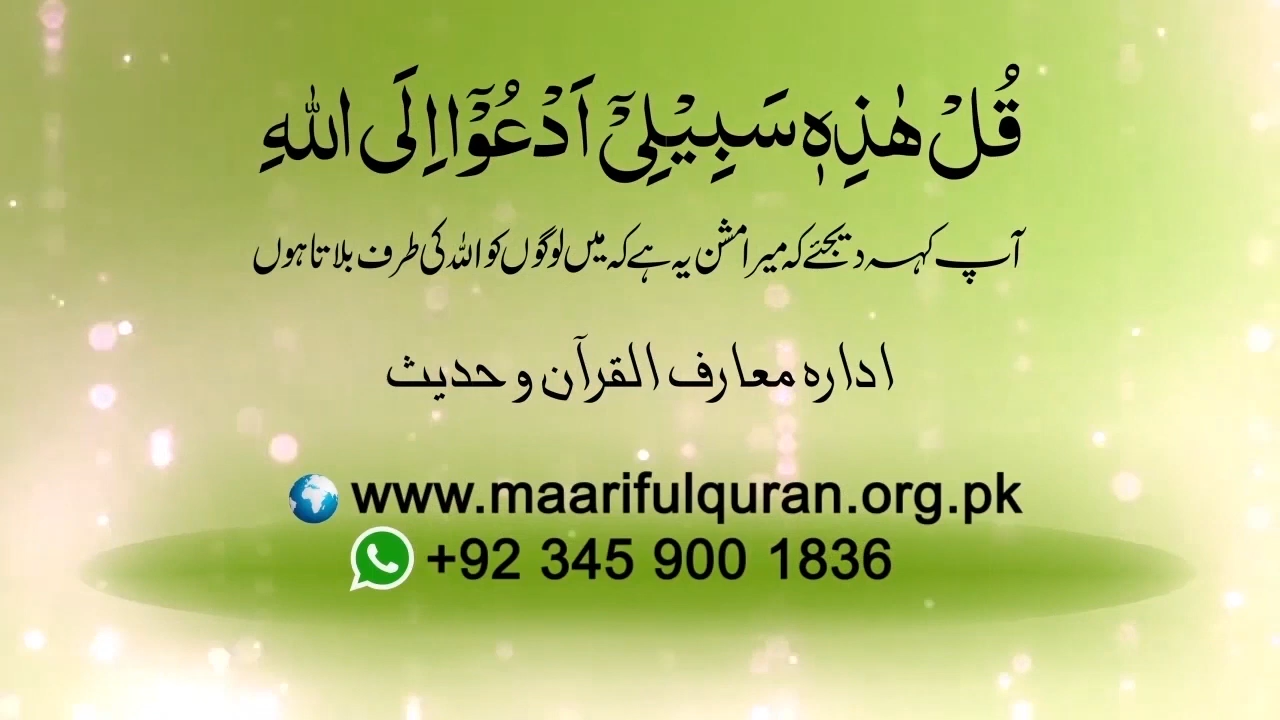 قُلْ هٰذِهٖ سَبِيْلِيْٓ اَدْعُوْٓا اِلَى اللّٰهِ
آپ کہہ دیجئے کہ میرا مشن یہ ہے کہ میں لوگوں کو اللہ کی طرف بلاتا ہوں
ادارہ معارف القرآن و حدیث
www.maarifulquran.org.pk
+92 345 900 1836